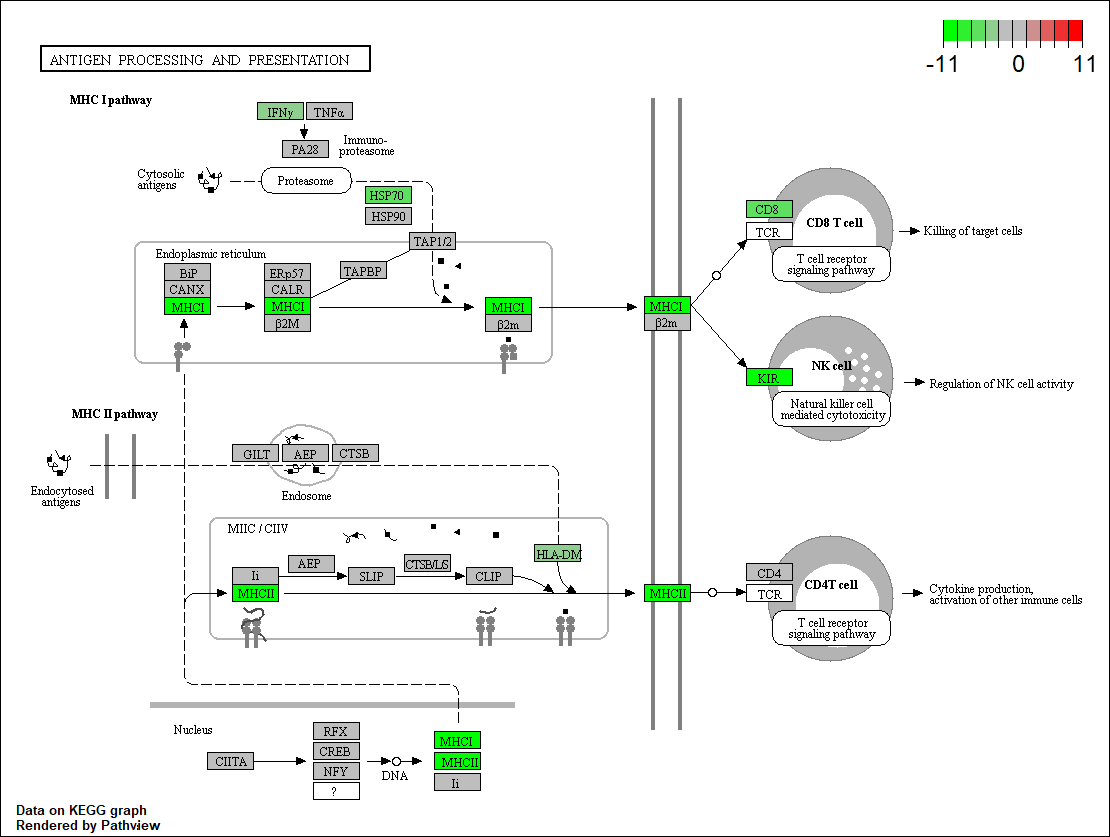 -11 0 11
ANTIGEN PROCESSING AND PRESENTATION
MHC I pathway
IFNγ TNFα
PA28
Immuno-
proteasome
Cytosolic
antigens
Proteasome
HSP70
HSP90
TAP1/2
Endoplasmic reticulum
BiP
CANX
MHCI
ERp57
CALR
MHCI
β2M
TAPBP
MHCI
β2m
MHCI
β2m
CD8
TCR
CD8 T cell
T cell receptor
signaling pathway
Killing of target cells
KIR
NK cell
Natural killer cell
mediated cytotoxicity
Regulation of NK cell activity
MHC II pathway
Endocytosed
antigens
GILT AEP CTSB
Endosome
MIIC / CIIV
Ii
MHCII
AEP
SLIP
CTSB/L/S
CLIP
HLA-DM
MHCII
CD4
TCR
CD4T cell
T cell receptor
signaling pathway
Cytokine production,
activation of other immune cells
Nucleus
CIITA
RFX
CREB
NFY
?
DNA
MHCI
MHCII
Ii
Data on KEGG graph
Rendered by Pathview